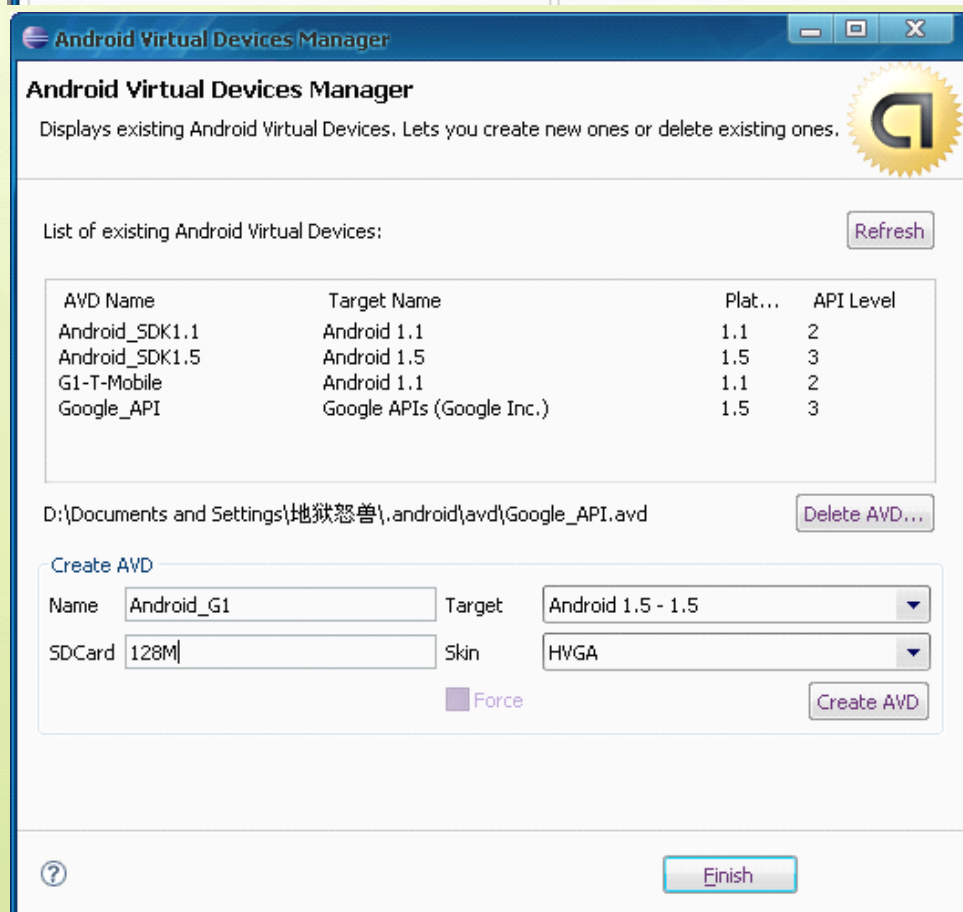 Android Virtual Devices Manager
Android Virtual Devices Manager
Displays existing Android Virtual Devices. Lets you create new ones or delete existing ones.
List of existing Android Virtual Devices:
Refresh
AVD Name Target Name Plat... API Level
Android_SDK1.1 Android 1.1 1.1 2
Android_SDK1.5 Android 1.5 1.5 3
G1-T-Mobile Android 1.1 1.1 2
Google_API Google APIs (Google Inc.) 1.5 3
D:\Documents and Settings\地狱怒兽\.android\avd\Google_API.avd
Delete AVD...
Create AVD
Name Android_G1 Target Android 1.5 - 1.5
SDCard 128M Skin HVGA
Force
Create AVD
?
Finish